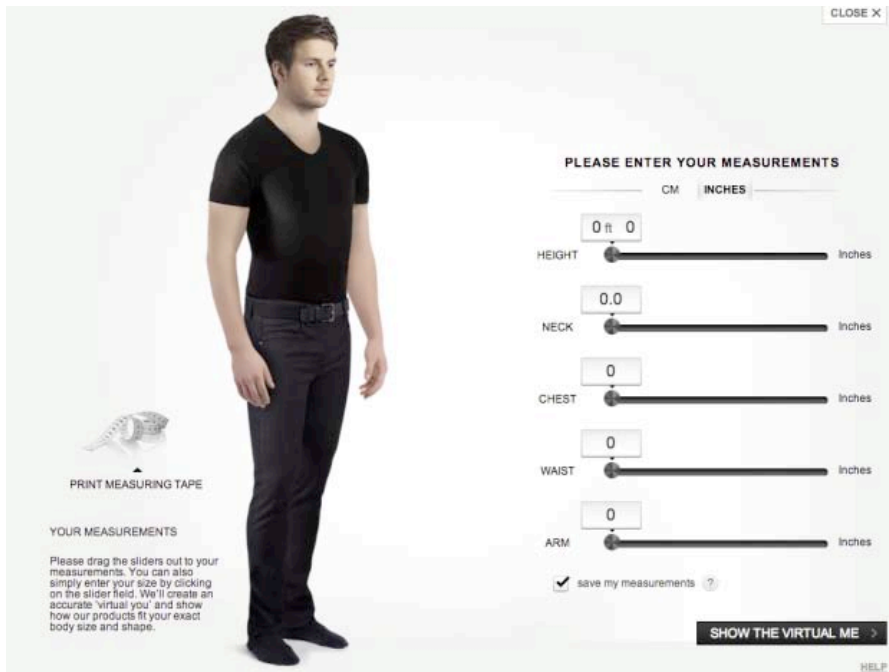 CLOSE X
PLEASE ENTER YOUR MEASUREMENTS
CM INCHES
0 ft 0
HEIGHT Inches
0.0
NECK Inches
0
CHEST Inches
0
WAIST Inches
0
ARM Inches
save my measurements ?
SHOW THE VIRTUAL ME >
HELP
PRINT MEASURING TAPE
YOUR MEASUREMENTS
Please drag the sliders out to your
measurements. You can also
simply enter your size by clicking
on the slider field. We'll create an
accurate 'virtual you' and show
how our products fit your exact
body size and shape.